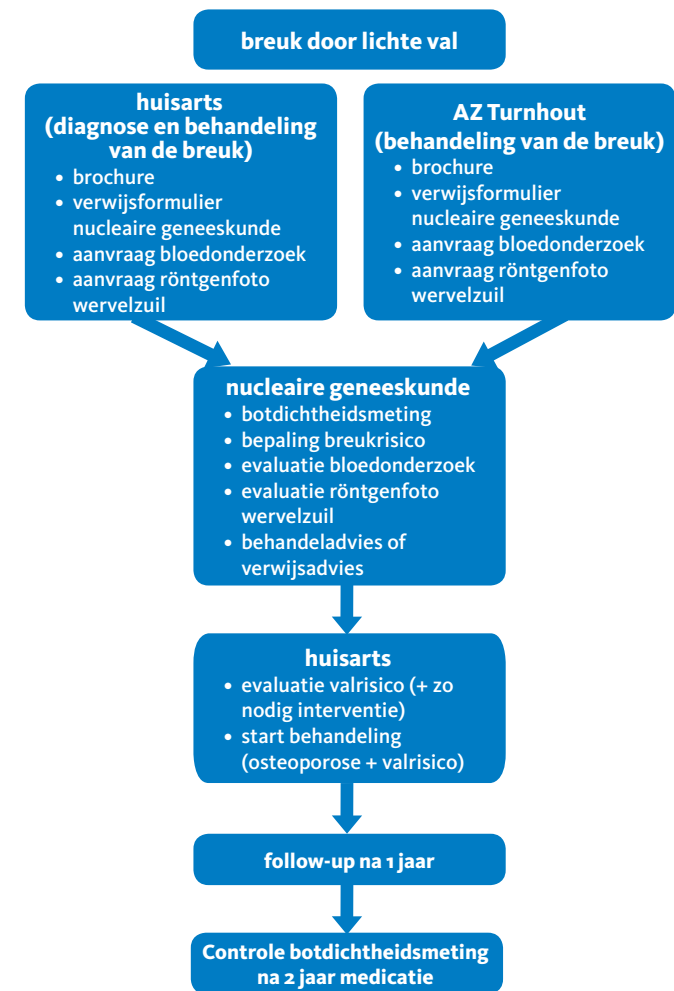 breuk door lichte val
huisarts
(diagnose en behandeling
van de breuk)
• brochure
• verwijsformulier
nucleaire geneeskunde
• aanvraag bloedonderzoek
• aanvraag röntgenfoto
wervelzuil
AZ Turnhout
(behandeling van de breuk)
• brochure
• verwijsformulier
nucleaire geneeskunde
• aanvraag bloedonderzoek
• aanvraag röntgenfoto
wervelzuil
nucleaire geneeskunde
• botdichtheidsmeting
• bepaling breukrisico
• evaluatie bloedonderzoek
• evaluatie röntgenfoto
wervelzuil
• behandeladvies of
verwijsadvies
huisarts
• evaluatie valrisico (+ zo
nodig interventie)
• start behandeling
(osteoporose + valrisico)
follow-up na 1 jaar
Controle botdichtheidsmeting
na 2 jaar medicatie